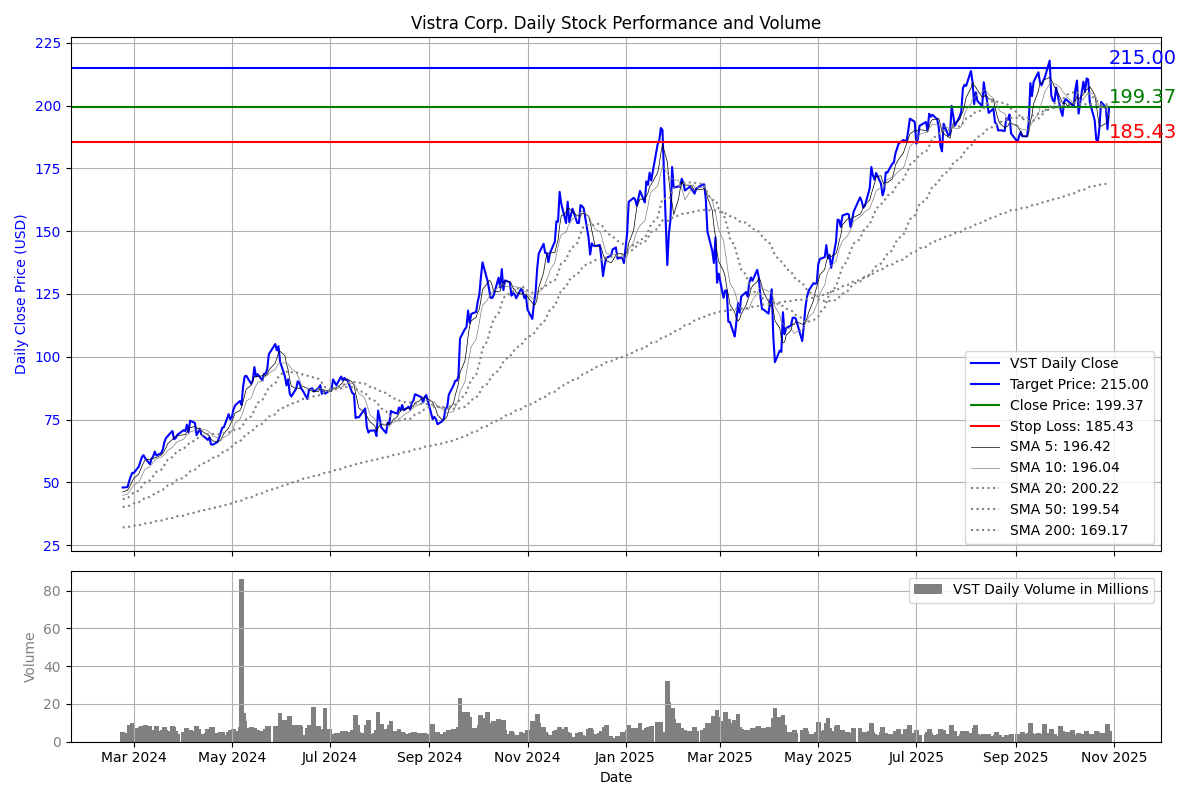 Vistra Corp. Daily Stock Performance and Volume
Daily Close Price (USD)
225
200
175
150
125
100
75
50
25
215.00
199.37
185.43
VST Daily Close
Target Price: 215.00
Close Price: 199.37
Stop Loss: 185.43
SMA 5: 196.42
SMA 10: 196.04
SMA 20: 200.22
SMA 50: 199.54
SMA 200: 169.17
Volume
80
60
40
20
0
VST Daily Volume in Millions
Mar 2024
May 2024
Jul 2024
Sep 2024
Nov 2024
Jan 2025
Mar 2025
May 2025
Jul 2025
Sep 2025
Nov 2025
Date